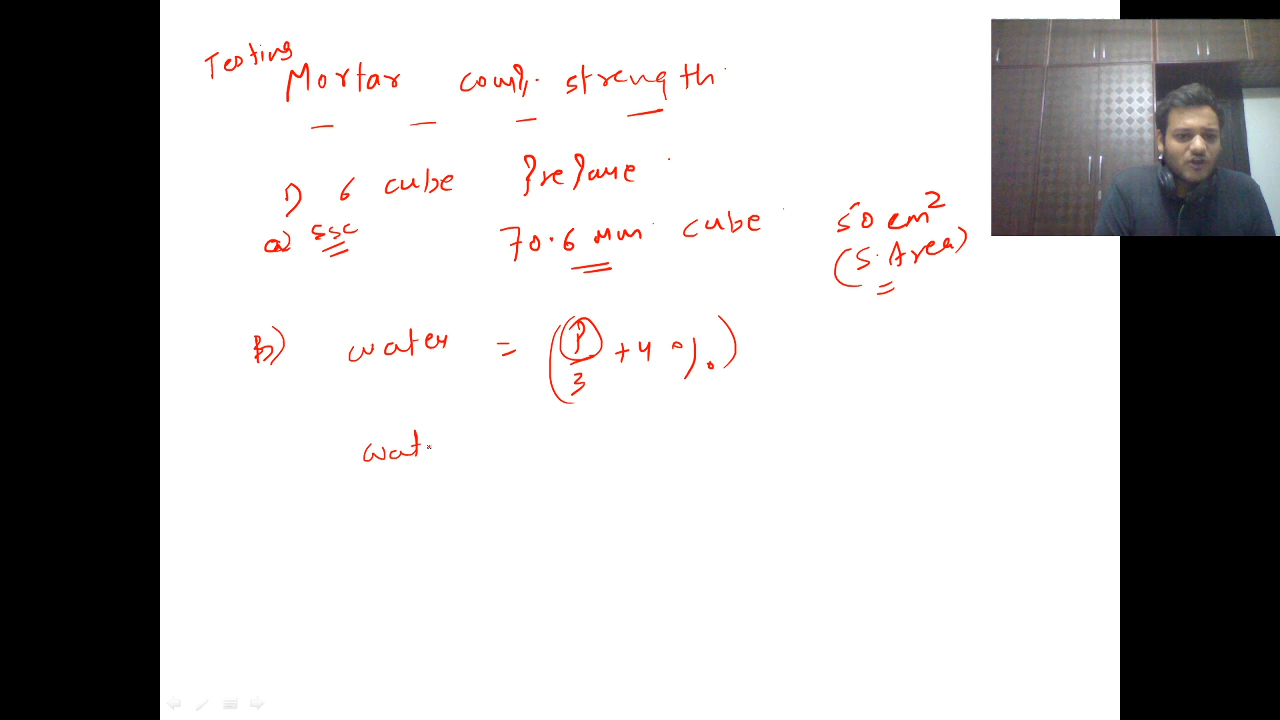 Testing
Mortar comp. strength
1) 6 cube prepare
a) SSC 70.6 mm cube 50 cm²
(S. Area)
b) water = (P/3 + 4 %)
wat